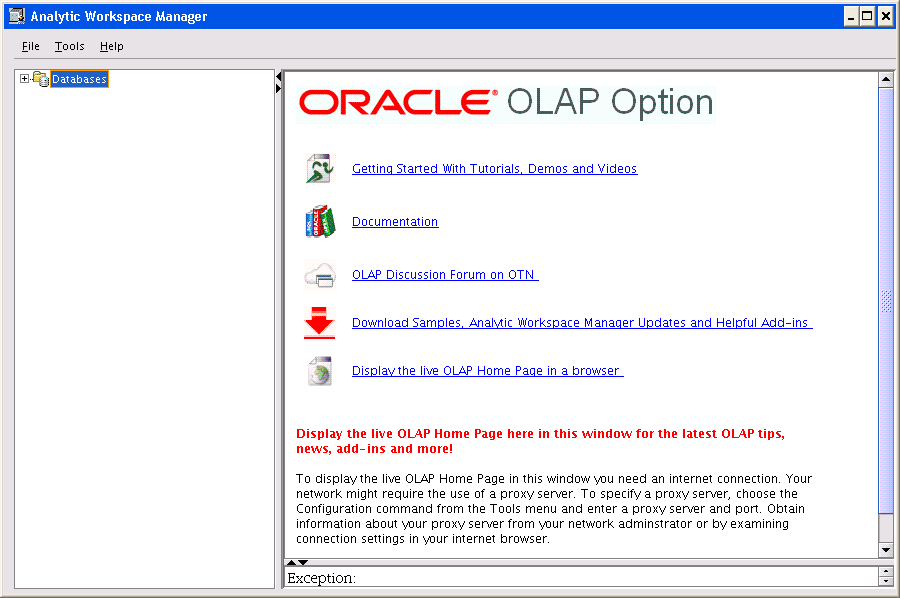 Analytic Workspace Manager
File Tools Help
Databases
ORACLE® OLAP Option
Getting Started With Tutorials, Demos and Videos
Documentation
OLAP Discussion Forum on OTN
Download Samples, Analytic Workspace Manager Updates and Helpful Add-ins
Display the live OLAP Home Page in a browser
Display the live OLAP Home Page here in this window for the latest OLAP tips,
news, add-ins and more!
To display the live OLAP Home Page in this window you need an internet connection. Your
network might require the use of a proxy server. To specify a proxy server, choose the
Configuration command from the Tools menu and enter a proxy server and port. Obtain
information about your proxy server from your network adminstrator or by examining
connection settings in your internet browser.
Exception: